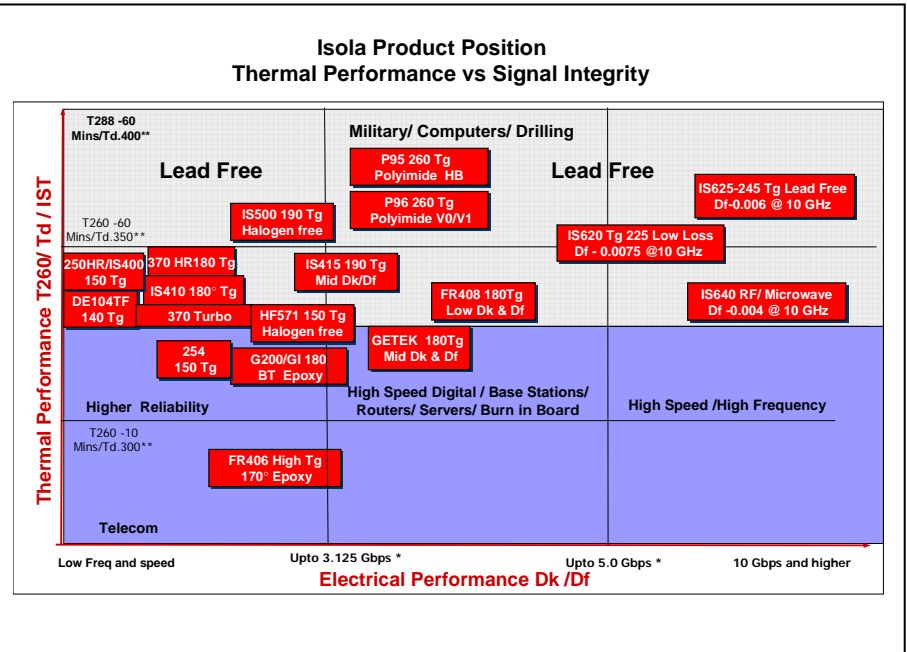 Isola Product Position
Thermal Performance vs Signal Integrity
Thermal Performance T260/ Td / IST
T288 -60
Mins/Td.400**
Military/ Computers/ Drilling
Lead Free
Lead Free
P95 260 Tg
Polyimide HB
P96 260 Tg
Polyimide V0/V1
IS625-245 Tg Lead Free
Df-0.006 @ 10 GHz
IS500 190 Tg
Halogen free
T260 -60
Mins/Td.350**
IS620 Tg 225 Low Loss
Df - 0.0075 @10 GHz
250HR/IS400
150 Tg
370 HR180 Tg
IS415 190 Tg
Mid Dk/Df
IS410 180° Tg
FR408 180Tg
Low Dk & Df
IS640 RF/ Microwave
Df -0.004 @ 10 GHz
DE104TF
140 Tg
370 Turbo
HF571 150 Tg
Halogen free
GETEK 180Tg
Mid Dk & Df
254
150 Tg
G200/GI 180
BT Epoxy
Higher Reliability
High Speed Digital / Base Stations/
Routers/ Servers/ Burn in Board
High Speed /High Frequency
T260 -10
Mins/Td.300**
FR406 High Tg
170° Epoxy
Telecom
Low Freq and speed
Upto 3.125 Gbps *
Upto 5.0 Gbps *
10 Gbps and higher
Electrical Performance Dk /Df